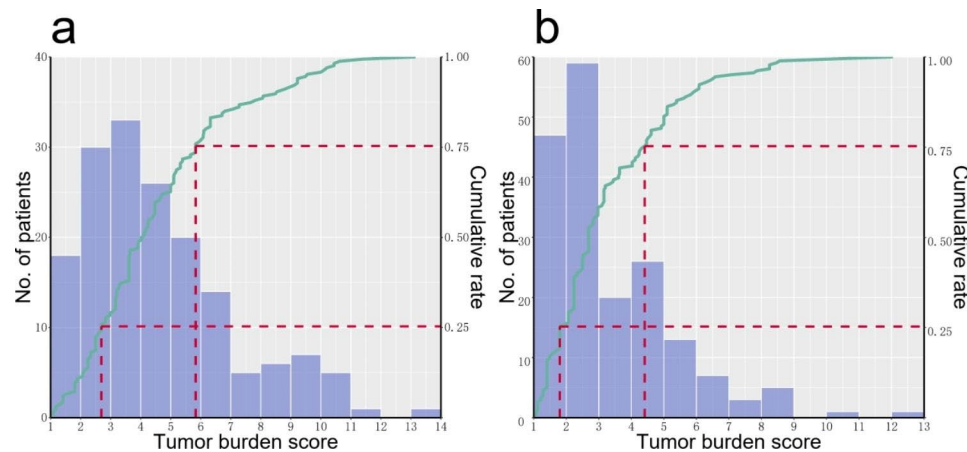 a
40
30
20
10
0
No. of patients
1.00
0.75
0.50
0.25
Cumulative rate
1 2 3 4 5 6 7 8 9 10 11 12 13 14
Tumor burden score
b
60
50
40
30
20
10
0
No. of patients
1.00
0.75
0.50
0.25
Cumulative rate
1 2 3 4 5 6 7 8 9 10 11 12 13
Tumor burden score